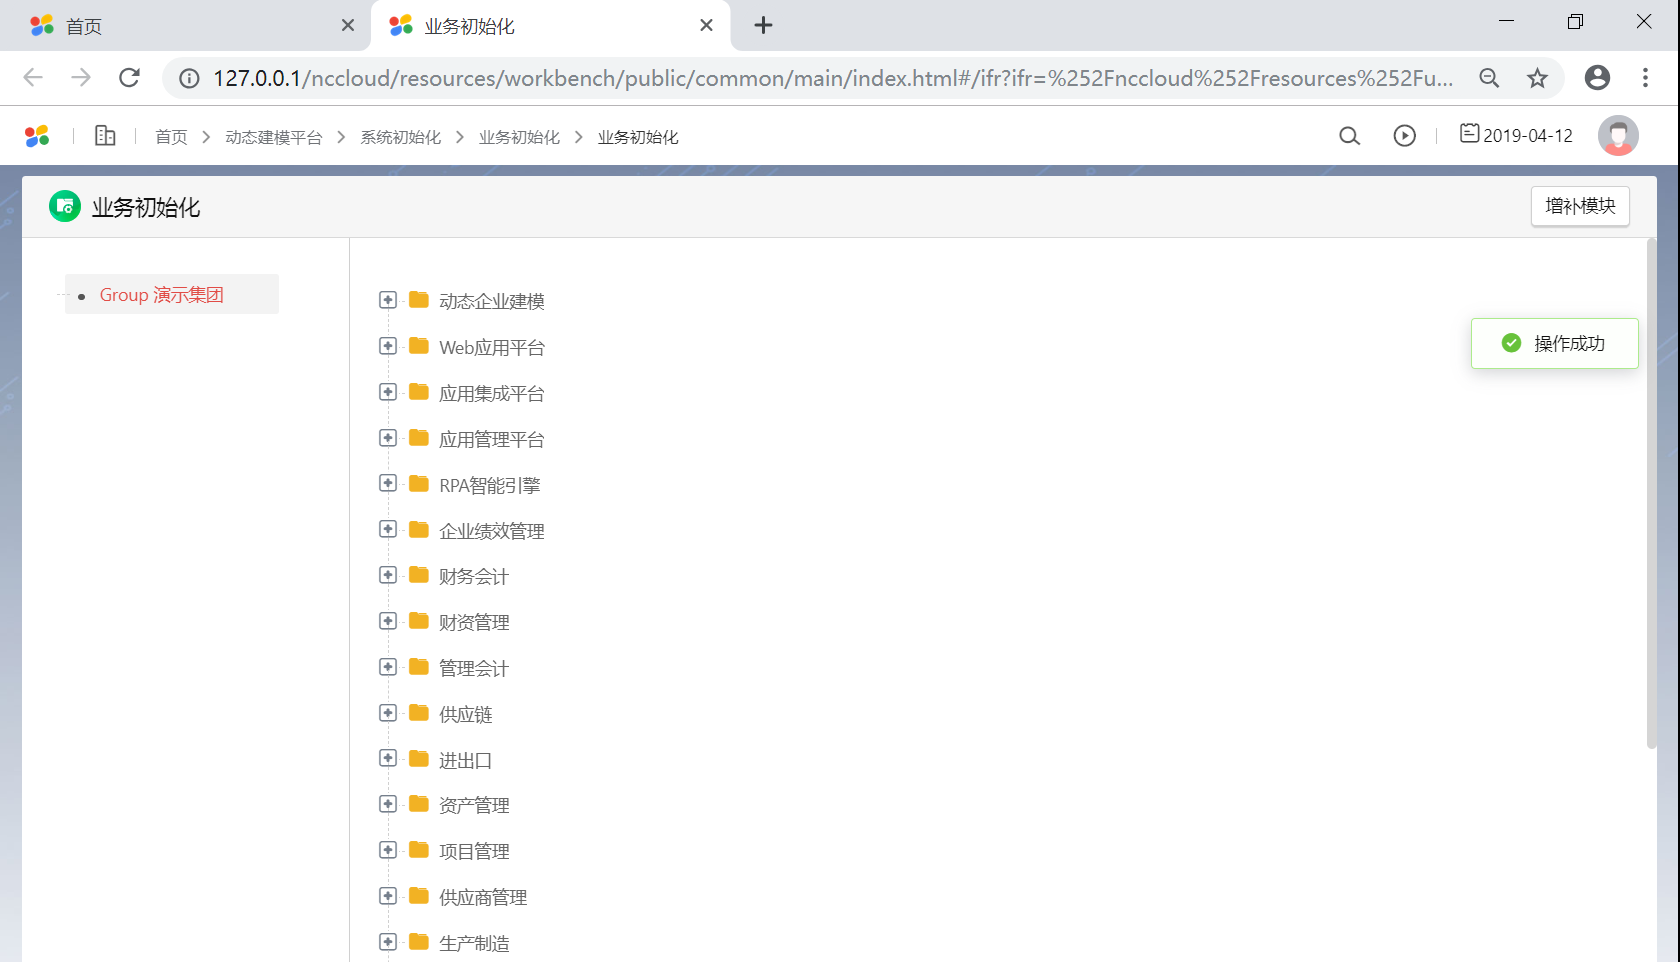 首页
业务初始化
127.0.0.1/nccloud/resources/workbench/public/common/main/index.html#/ifr?ifr=%252Fnccloud%252Fresources%252Fu...
首页 > 动态建模平台 > 系统初始化 > 业务初始化 > 业务初始化
2019-04-12
业务初始化
增补模块
Group 演示集团
操作成功
动态企业建模
Web应用平台
应用集成平台
应用管理平台
RPA智能引擎
企业绩效管理
财务会计
财资管理
管理会计
供应链
进出口
资产管理
项目管理
供应商管理
生产制造